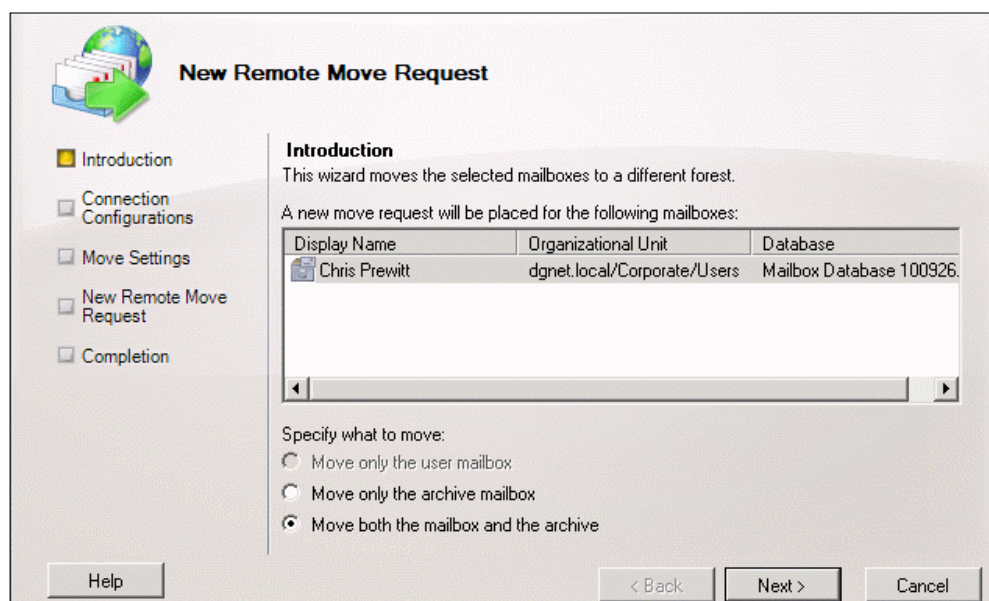 New Remote Move Request
Introduction
Connection
Configurations
Move Settings
New Remote Move
Request
Completion
Introduction
This wizard moves the selected mailboxes to a different forest.
A new move request will be placed for the following mailboxes:
Display Name Organizational Unit Database
Chris Prewitt dgnet.local/Corporate/Users Mailbox Database 100926.
Specify what to move:
Move only the user mailbox
Move only the archive mailbox
Move both the mailbox and the archive
Help < Back Next > Cancel